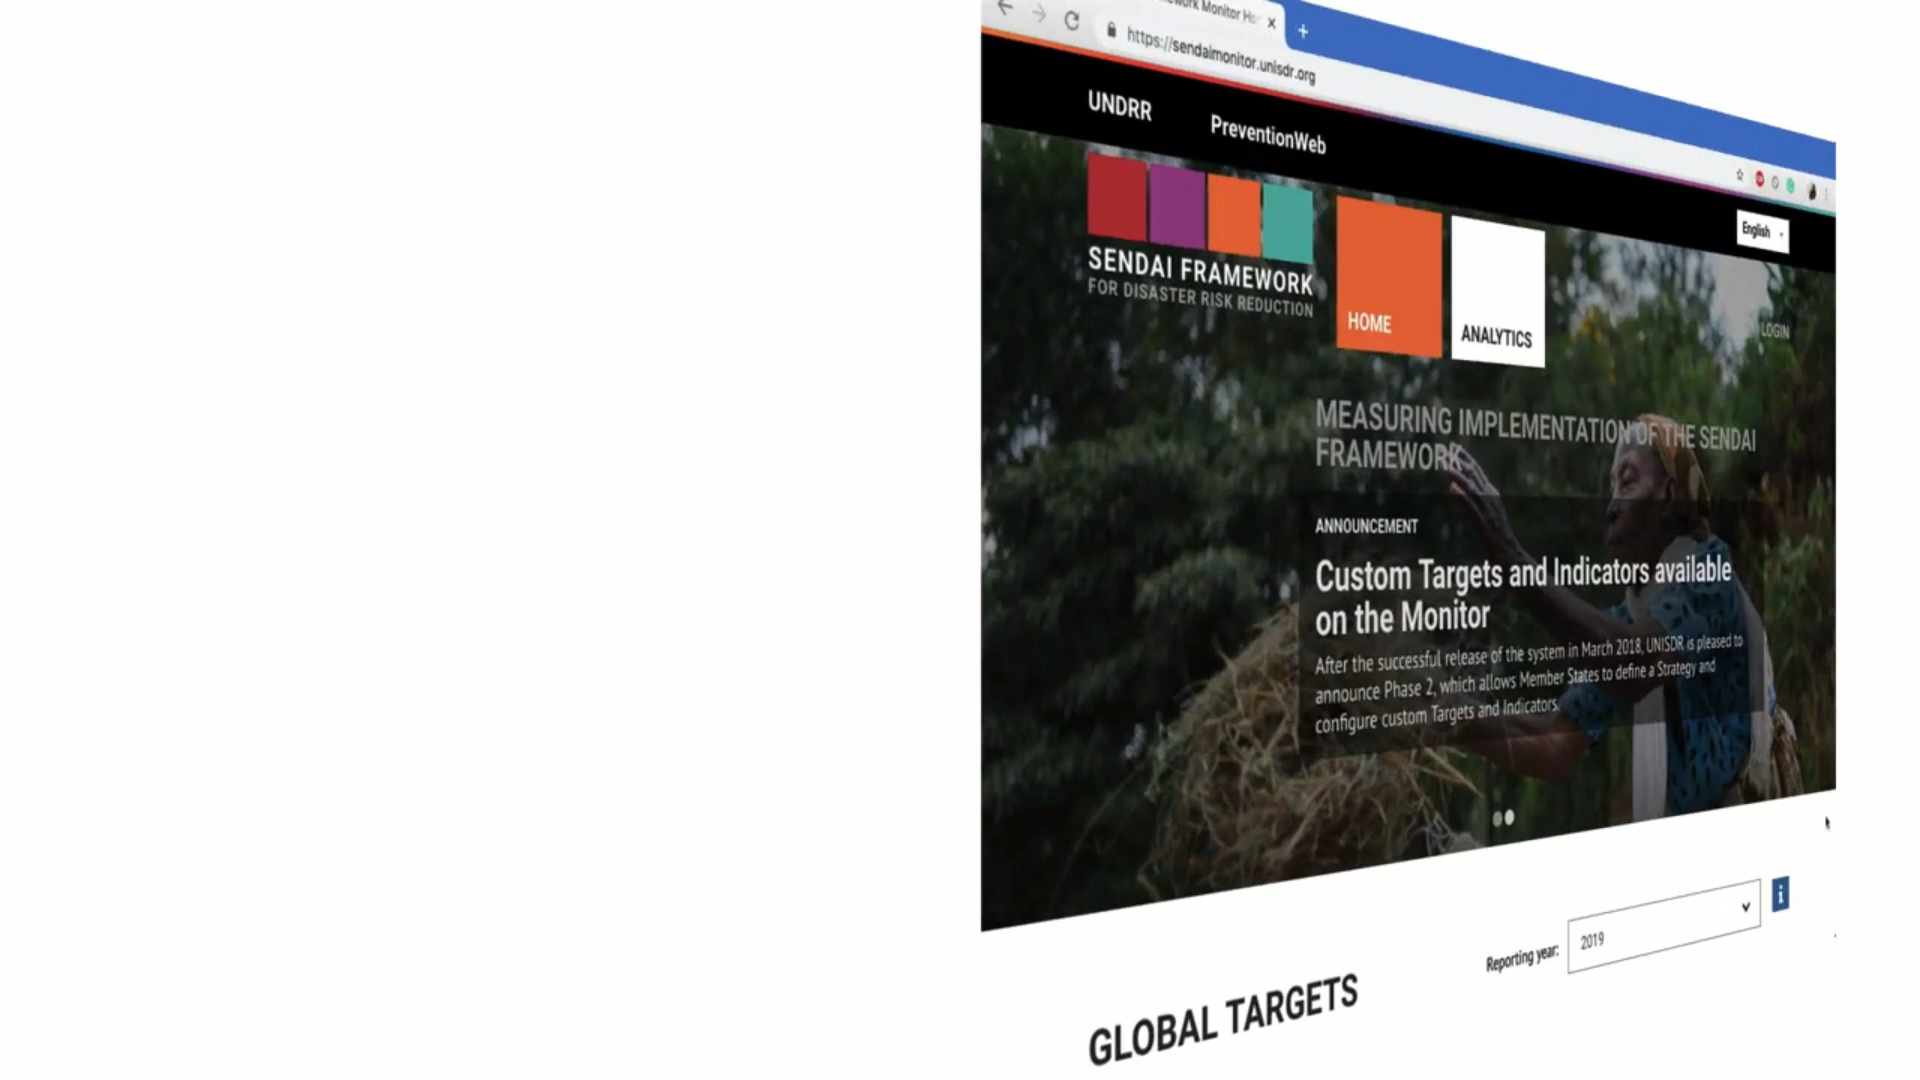 work Monitor Ho
https://sendaimonitor.unisdr.org
UNDRR
PreventionWeb
English
SENDAI FRAMEWORK
FOR DISASTER RISK REDUCTION
HOME
ANALYTICS
LOGIN
MEASURING IMPLEMENTATION OF THE SENDAI
FRAMEWORK
ANNOUNCEMENT
Custom Targets and Indicators available
on the Monitor
After the successful release of the system in March 2018, UNISDR is pleased to
announce Phase 2, which allows Member States to define a Strategy and
configure custom Targets and Indicators.
Reporting year:
2019
GLOBAL TARGETS